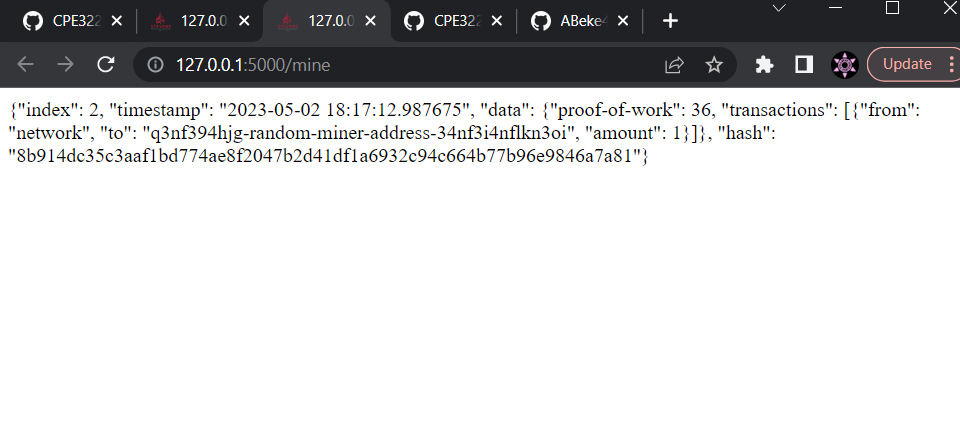 CPE322
127.0.0
127.0.0
CPE322
ABeke4
127.0.0.1:5000/mine
Update
{"index": 2, "timestamp": "2023-05-02 18:17:12.987675", "data": {"proof-of-work": 36, "transactions": [{"from":
"network", "to": "q3nf394hjg-random-miner-address-34nf3i4nflkn3oi", "amount": 1}]}, "hash":
"8b914dc35c3aaf1bd774ae8f2047b2d41df1a6932c94c664b77b96e9846a7a81"}